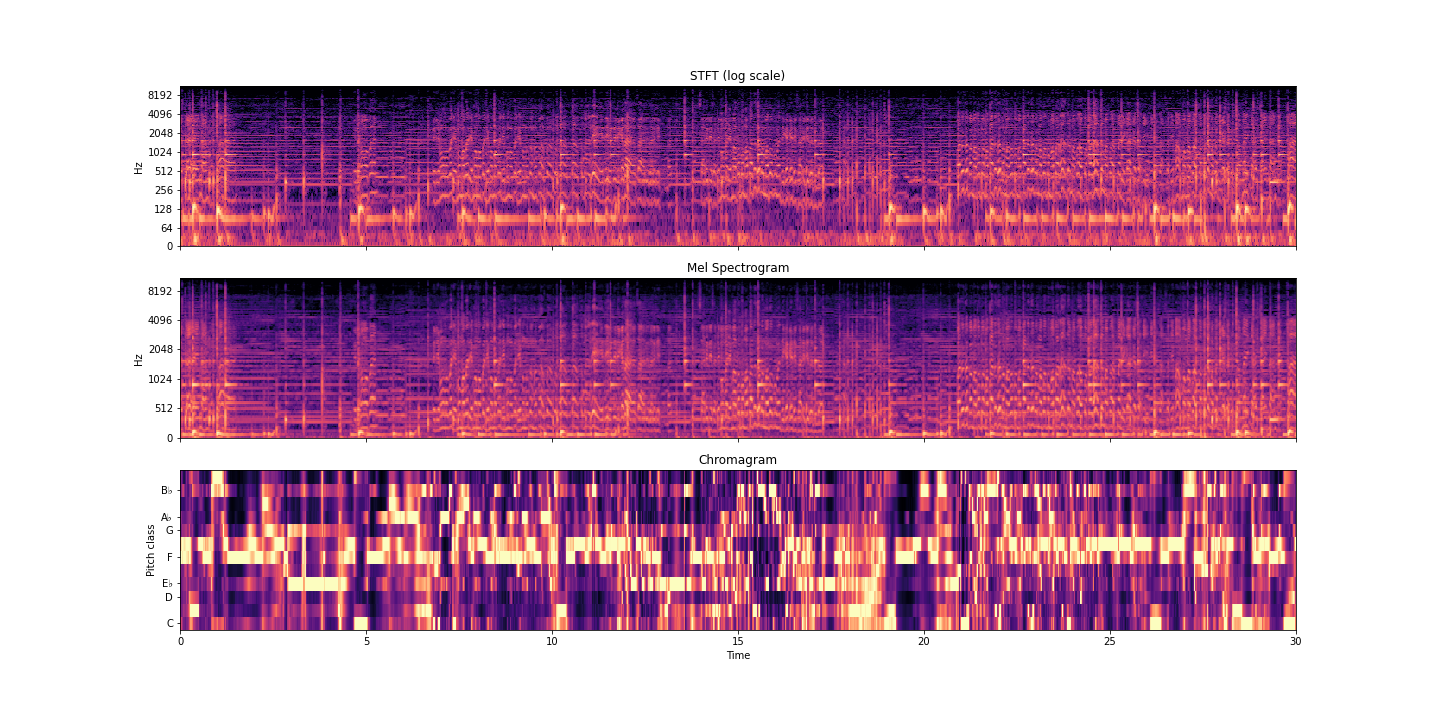 STFT (log scale)
8192
4096
2048
1024
512
256
128
64
0
Hz
Mel Spectrogram
8192
4096
2048
1024
512
0
Hz
Chromagram
B♭
A♭
G
F
E♭
D
C
Pitch class
0 5 10 15 20 25 30
Time